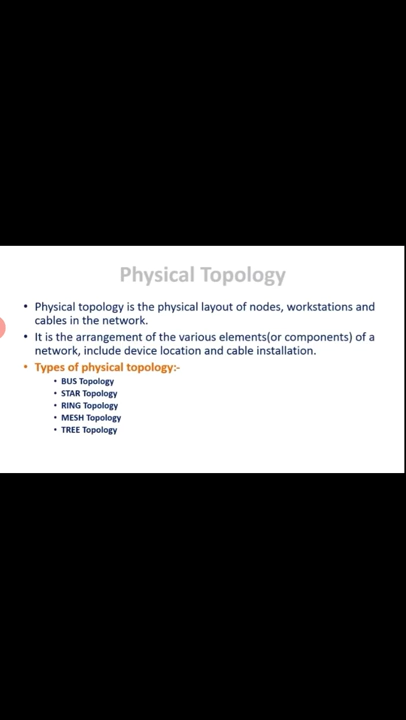 Physical Topology
• Physical topology is the physical layout of nodes, workstations and
cables in the network.
• It is the arrangement of the various elements(or components) of a
network, include device location and cable installation.
• Types of physical topology:-
• BUS Topology
• STAR Topology
• RING Topology
• MESH Topology
• TREE Topology